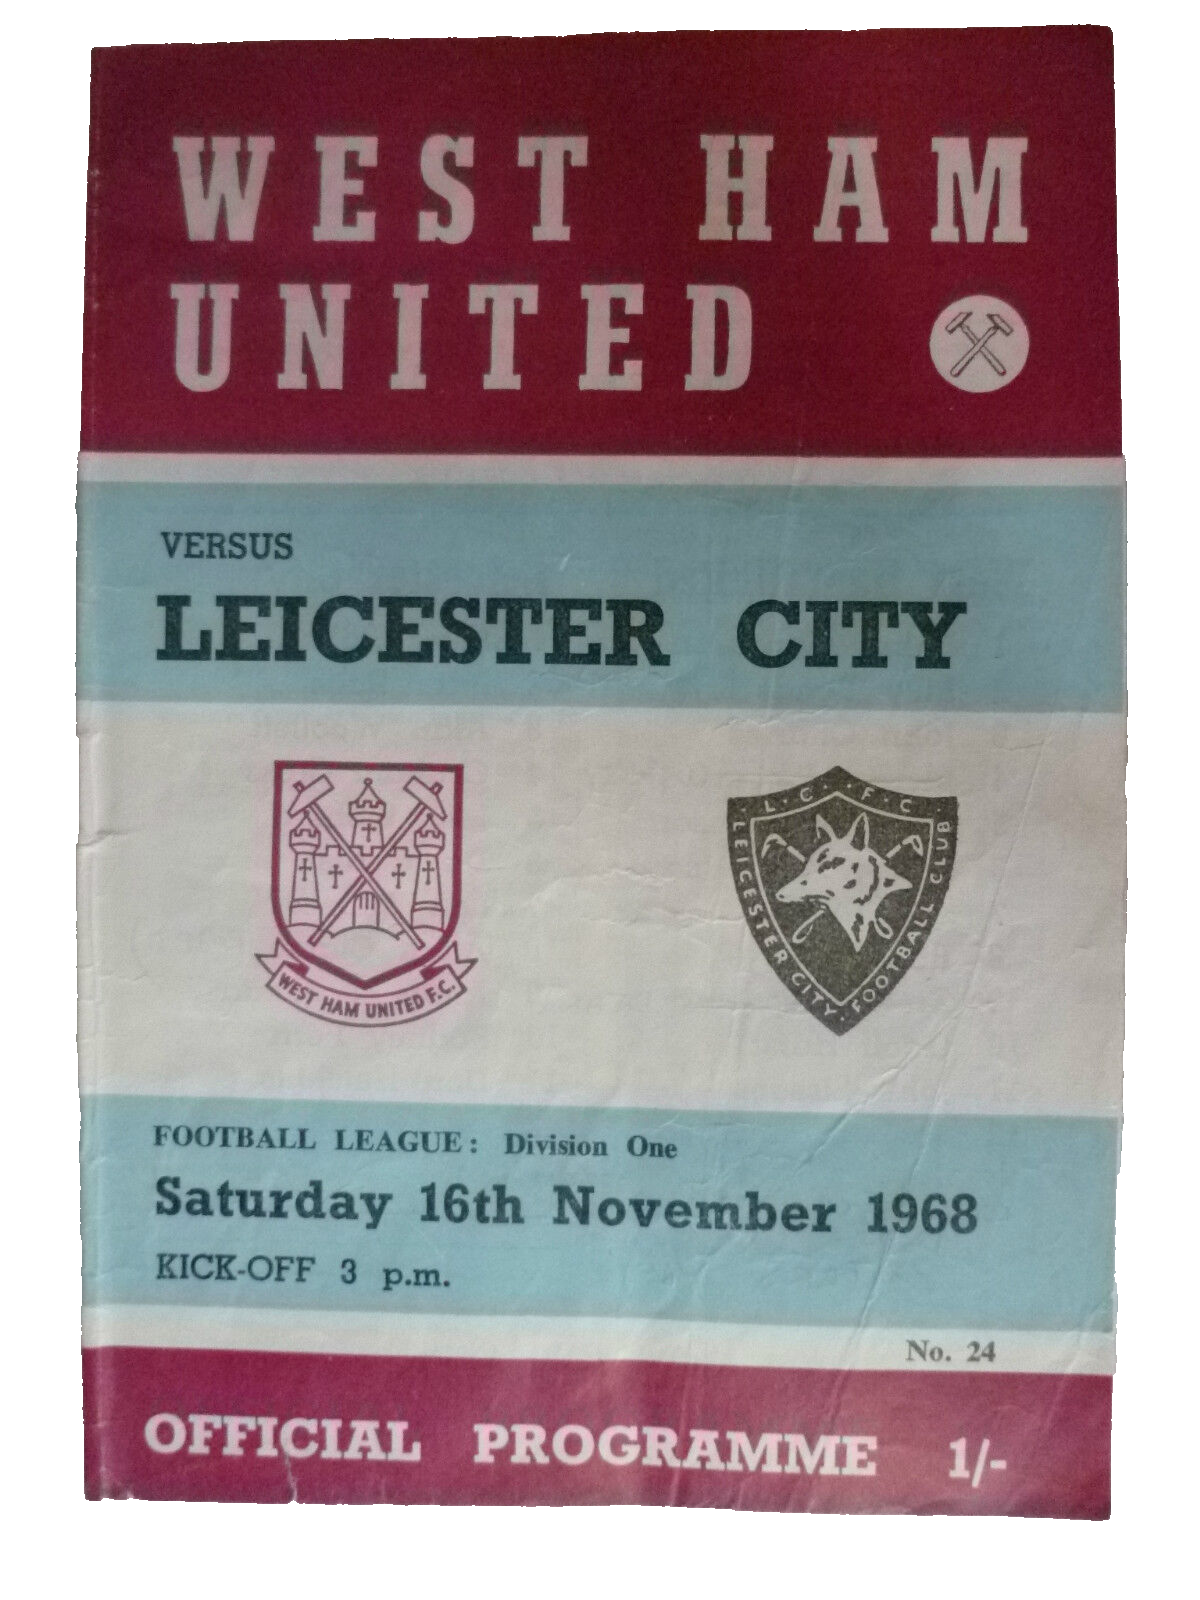 WEST HAM
UNITED
VERSUS
LEICESTER CITY
WEST HAM UNITED F.C.
· L · C · · F · C ·
LEICESTER CITY · FOOTBALL CLUB
FOOTBALL LEAGUE: Division One
Saturday 16th November 1968
KICK-OFF 3 p.m.
No. 24
OFFICIAL PROGRAMME 1/-